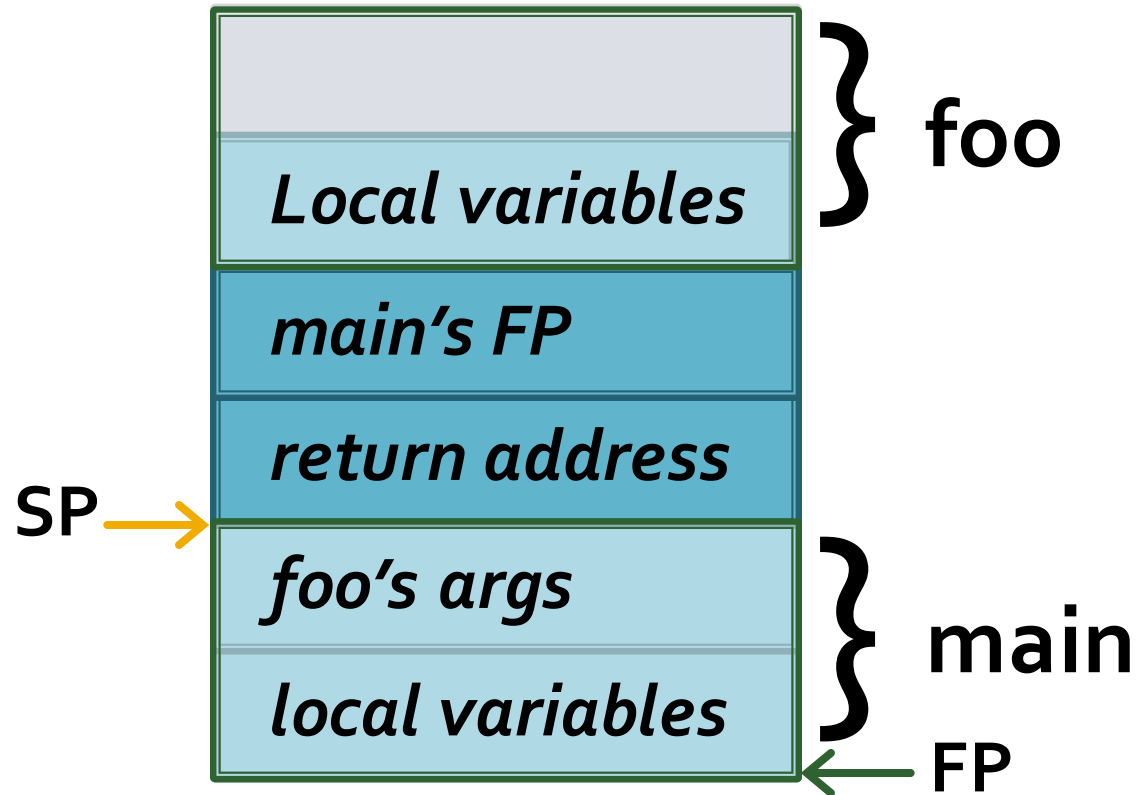 foo
Local variables
main's FP
return address
SP
foo's args
main
local variables
FP